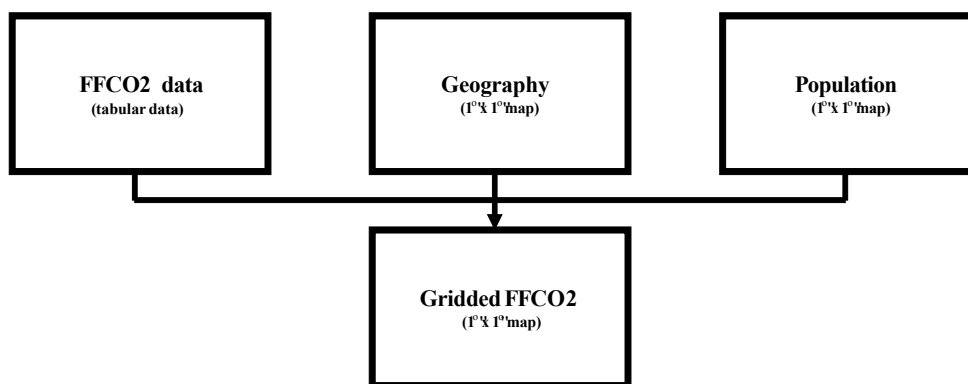 FFCO2 data
(tabular data)
Geography
(1° x 1° map)
Population
(1° x 1° map)
Gridded FFCO2
(1° x 1° map)